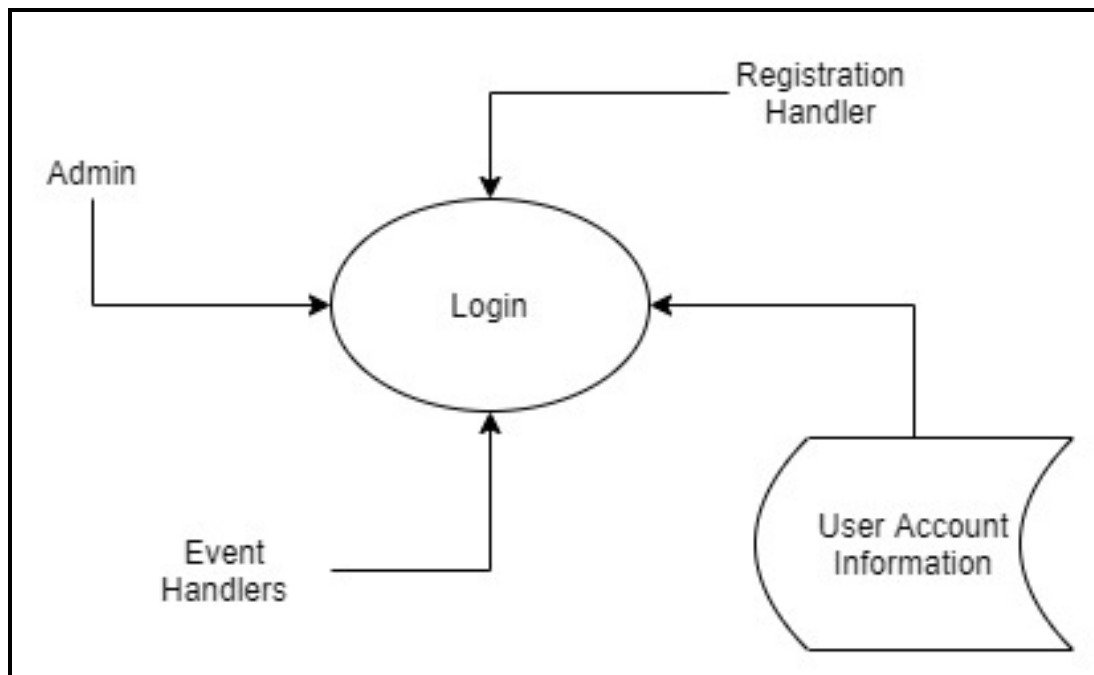 Registration
Handler
Admin
Login
User Account
Information
Event
Handlers